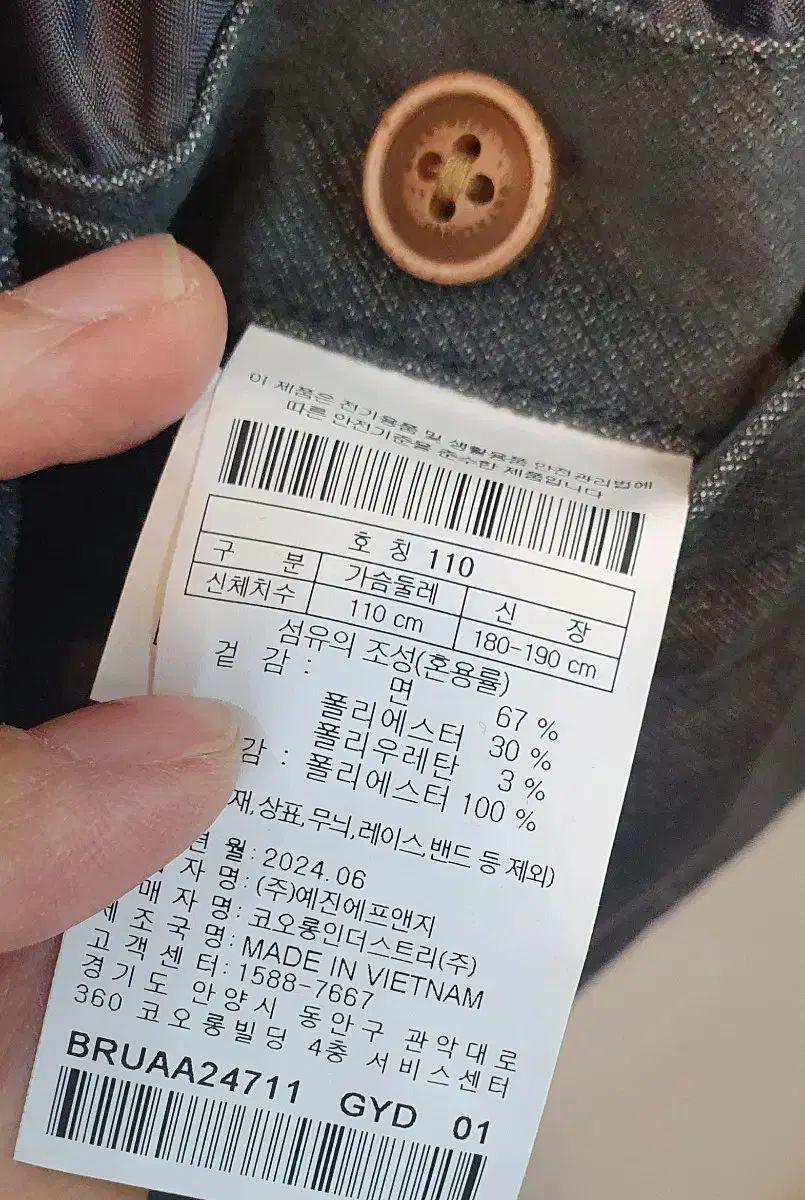 이 제품은 전기용품 및 생활용품 안전관리법에
따른 안전기준을 준수한 제품입니다
호 칭 110
구 분 가슴둘레 신 장
신체치수 110 cm 180-190 cm
섬유의 조성(혼용률)
겉 감 : 면 67 %
폴리에스터 30 %
폴리우레탄 3 %
감 : 폴리에스터 100 %
재,상표,무늬,레이스,밴드 등 제외)
년 월: 2024.06
자 명: (주)예진에프앤지
매 자 명: 코오롱인더스트리(주)
제 조 국 명: MADE IN VIETNAM
고 객 센 터: 1588-7667
경기도 안양시 동안구 관악대로
360 코오롱빌딩 4층 서비스센터
BRUAA24711 GYD 01